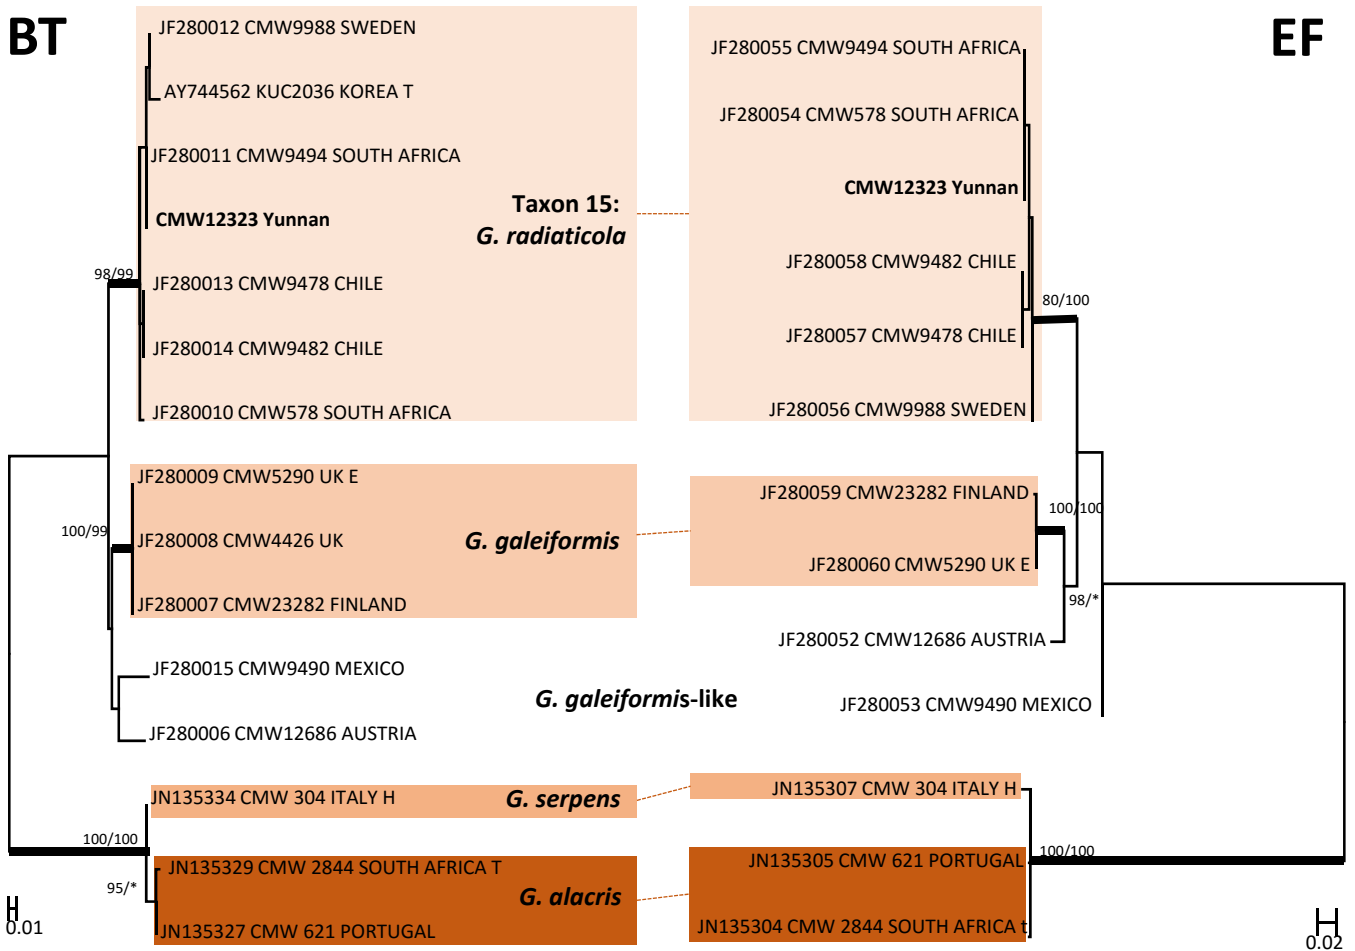 BT
EF
JF280012 CMW9988 SWEDEN
AY744562 KUC2036 KOREA T
JF280011 CMW9494 SOUTH AFRICA
CMW12323 Yunnan
98/99
JF280013 CMW9478 CHILE
JF280014 CMW9482 CHILE
JF280010 CMW578 SOUTH AFRICA
Taxon 15:
G. radiaticola
JF280055 CMW9494 SOUTH AFRICA
JF280054 CMW578 SOUTH AFRICA
CMW12323 Yunnan
JF280058 CMW9482 CHILE
80/100
JF280057 CMW9478 CHILE
JF280056 CMW9988 SWEDEN
JF280009 CMW5290 UK E
100/99
JF280008 CMW4426 UK
JF280007 CMW23282 FINLAND
G. galeiformis
JF280059 CMW23282 FINLAND
100/100
JF280060 CMW5290 UK E
98/*
JF280015 CMW9490 MEXICO
JF280006 CMW12686 AUSTRIA
G. galeiformis-like
JF280052 CMW12686 AUSTRIA
JF280053 CMW9490 MEXICO
JN135334 CMW 304 ITALY H
G. serpens
JN135307 CMW 304 ITALY H
100/100
JN135329 CMW 2844 SOUTH AFRICA T
95/*
JN135327 CMW 621 PORTUGAL
G. alacris
JN135305 CMW 621 PORTUGAL
100/100
JN135304 CMW 2844 SOUTH AFRICA t
0.01
0.02